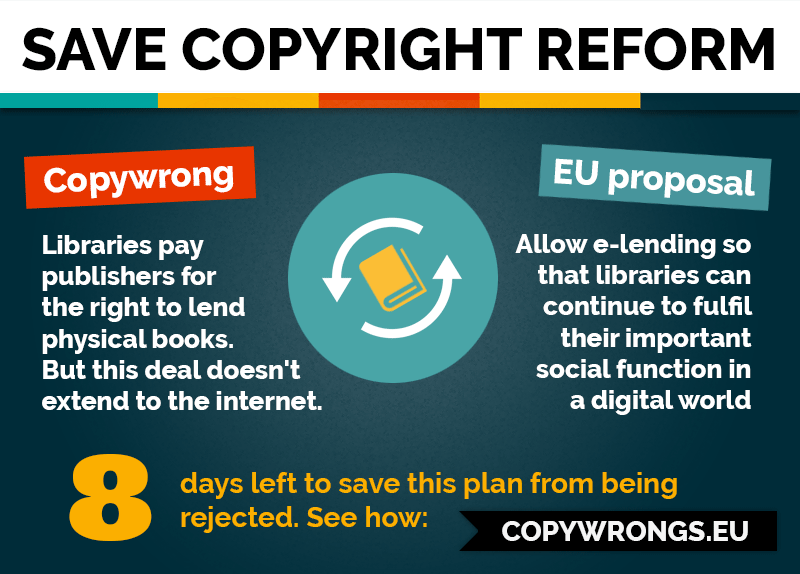 SAVE COPYRIGHT REFORM
Copywrong
Libraries pay
publishers for
the right to lend
physical books.
But this deal doesn't
extend to the internet.
EU proposal
Allow e-lending so
that libraries can
continue to fulfil
their important
social function in
a digital world
8
days left to save this plan from being
rejected. See how:
COPYWRONGS.EU